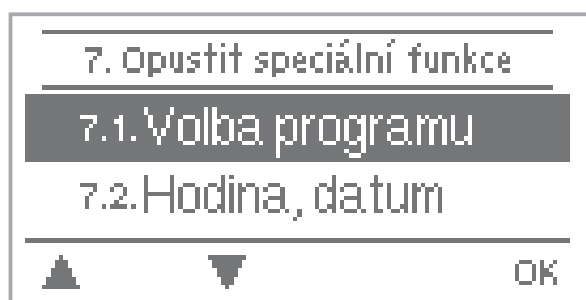 7. Opustit speciální funkce
7.1. Volba programu
7.2. Hodina, datum
OK